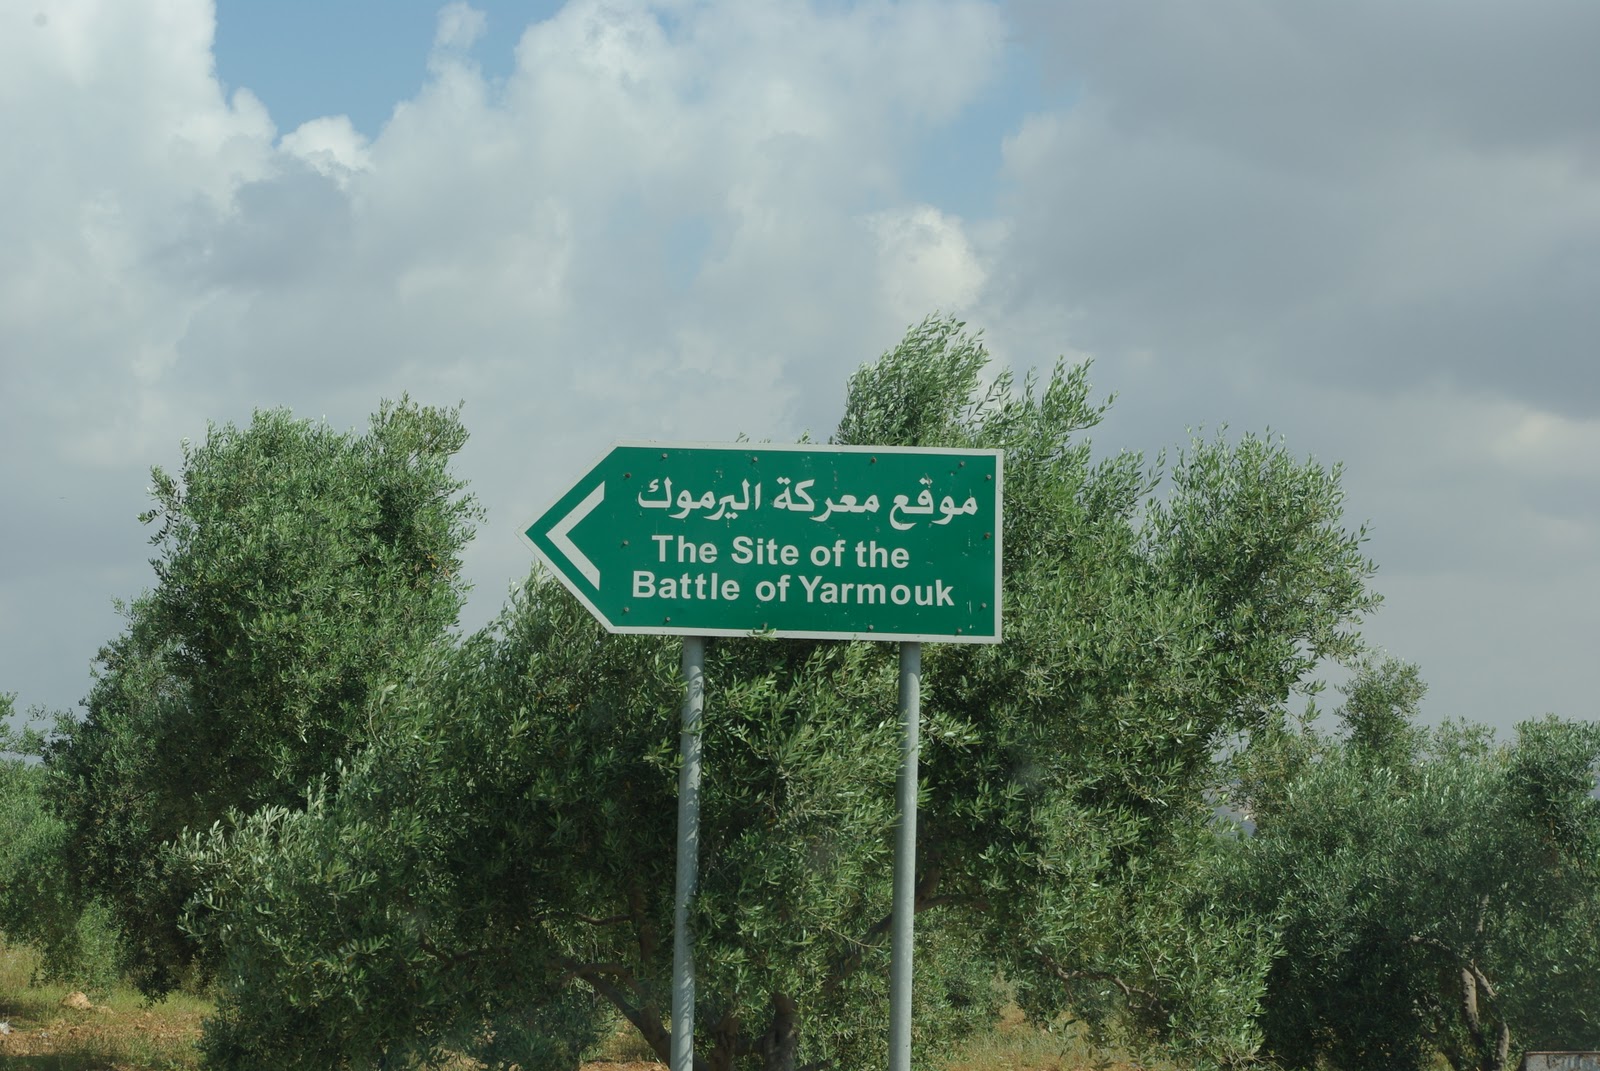 موقع معركة اليرموك
The Site of the
Battle of Yarmouk